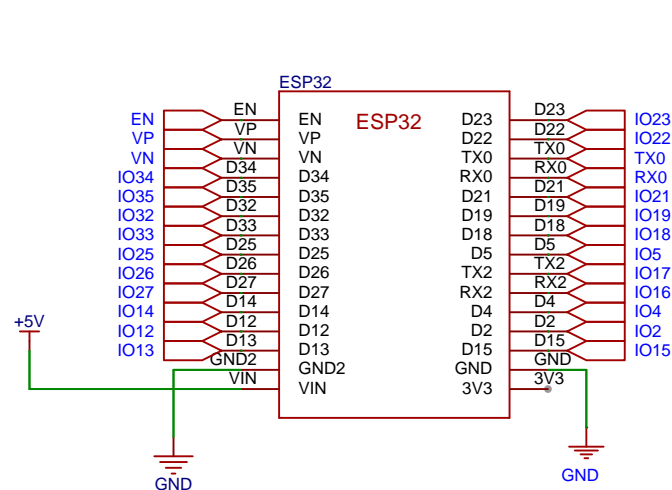 ESP32
ESP32
EN EN EN D23 D23 IO23
VP VP VP D22 D22 IO22
VN VN VN TX0 TX0 TX0
IO34 D34 D34 RX0 RX0 RX0
IO35 D35 D35 D21 D21 IO21
IO32 D32 D32 D19 D19 IO19
IO33 D33 D33 D18 D18 IO18
IO25 D25 D25 D5 D5 IO5
IO26 D26 D26 TX2 TX2 IO17
IO27 D27 D27 RX2 RX2 IO16
IO14 D14 D14 D4 D4 IO4
IO12 D12 D12 D2 D2 IO2
IO13 D13 D13 D15 D15 IO15
GND2 GND2 GND GND
VIN VIN 3V3 3V3
+5V
GND
GND